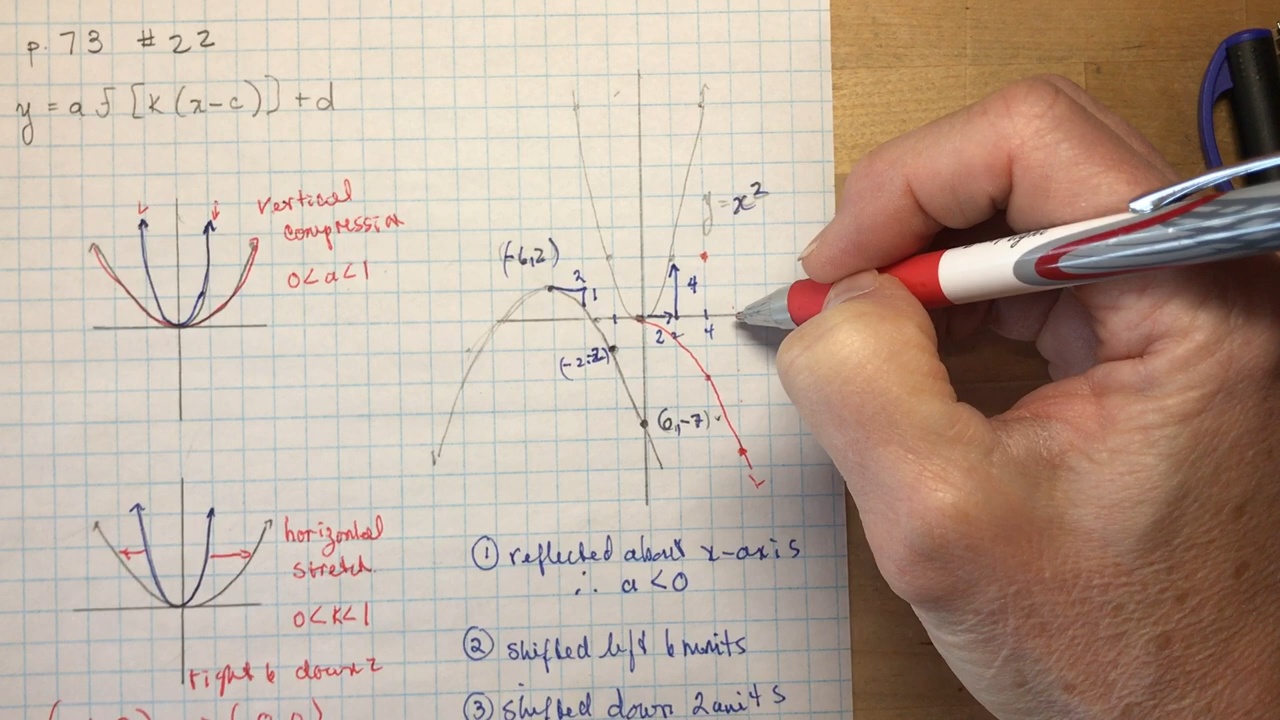 p.73 #22
y = a f [k(x-c)] + d
vertical
compression
0<a<1
y = x²
(-6,2)
2
1
4
2
4
(-2,-2)
(0,-7)
horizontal
stretch
0<k<1
right 6 down 2
① reflected about x-axis
∴ a<0
② shifted left 6 units
③ shifted down 2 units